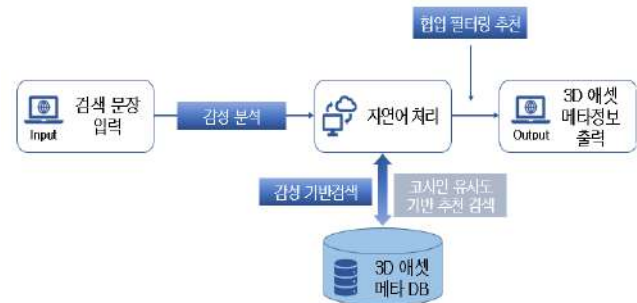 협업 필터링 추천
검색 문장
입력
Input
감성 분석
자연어 처리
3D 애셋
메타정보
출력
Output
감성 기반검색
코사인 유사도
기반 추천 검색
3D 애셋
메타 DB